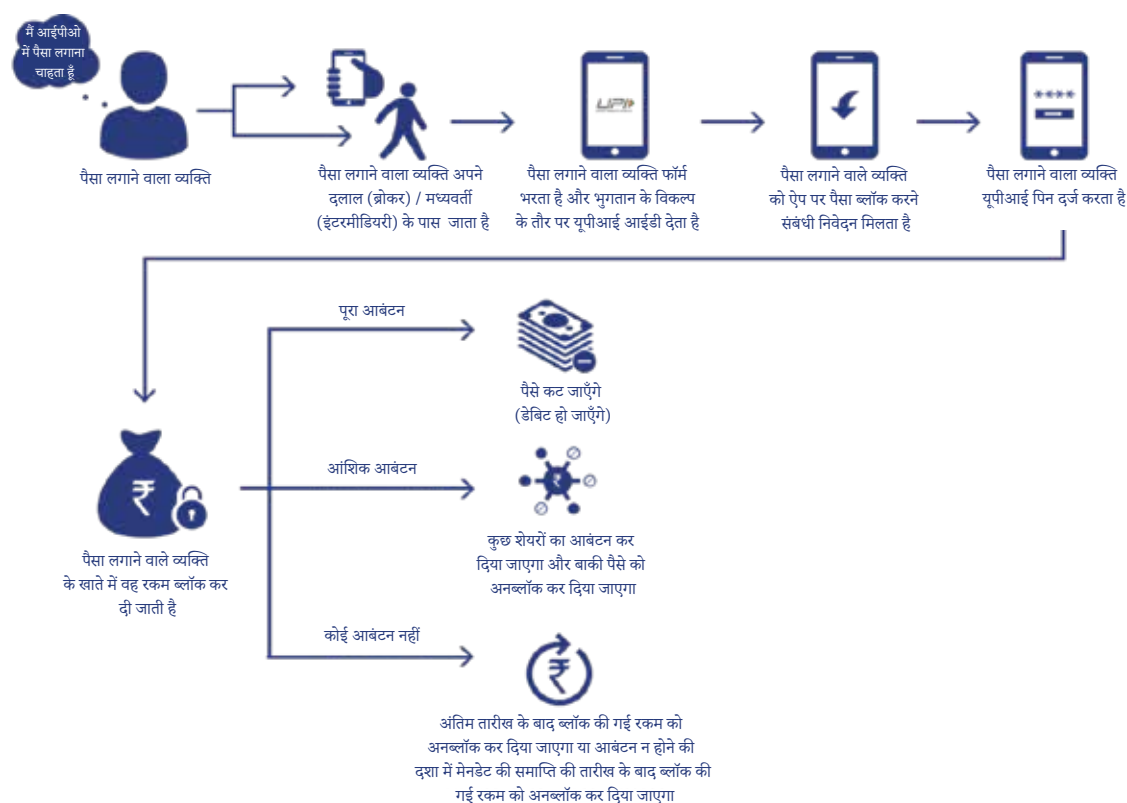 मैं आईपीओ
में पैसा लगाना
चाहता हूँ
पैसा लगाने वाला व्यक्ति
पैसा लगाने वाला व्यक्ति अपने
दलाल (ब्रोकर) / मध्यवर्ती
(इंटरमीडियरी) के पास जाता है
UPI
पैसा लगाने वाला व्यक्ति फॉर्म
भरता है और भुगतान के विकल्प
के तौर पर यूपीआई आईडी देता है
पैसा लगाने वाले व्यक्ति
को ऐप पर पैसा ब्लॉक करने
संबंधी निवेदन मिलता है
****
पैसा लगाने वाला व्यक्ति
यूपीआई पिन दर्ज करता है
₹
पैसा लगाने वाले व्यक्ति
के खाते में वह रकम ब्लॉक कर
दी जाती है
पूरा आबंटन
पैसे कट जाएँगे
(डेबिट हो जाएँगे)
आंशिक आबंटन
₹
कुछ शेयरों का आबंटन कर
दिया जाएगा और बाकी पैसे को
अनब्लॉक कर दिया जाएगा
कोई आबंटन नहीं
₹
अंतिम तारीख के बाद ब्लॉक की गई रकम को
अनब्लॉक कर दिया जाएगा या आबंटन न होने की
दशा में मेनडेट की समाप्ति की तारीख के बाद ब्लॉक की
गई रकम को अनब्लॉक कर दिया जाएगा